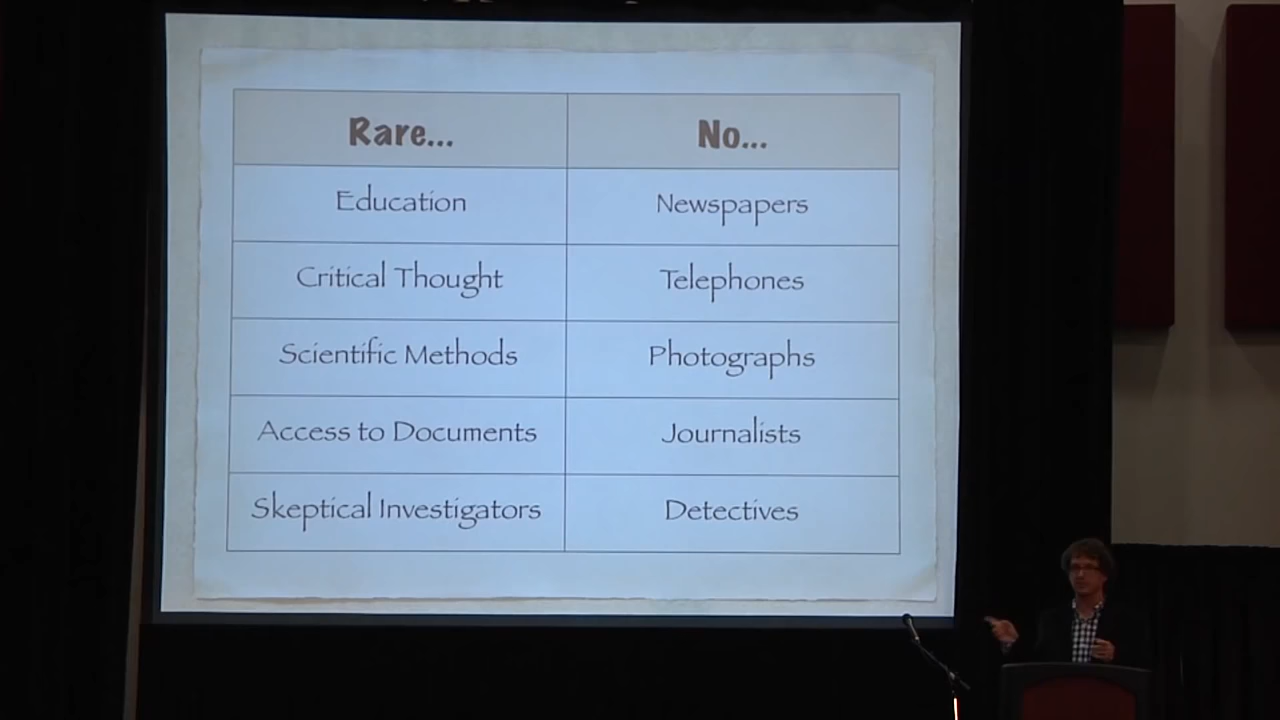 Rare... No...
Education Newspapers
Critical Thought Telephones
Scientific Methods Photographs
Access to Documents Journalists
Skeptical Investigators Detectives